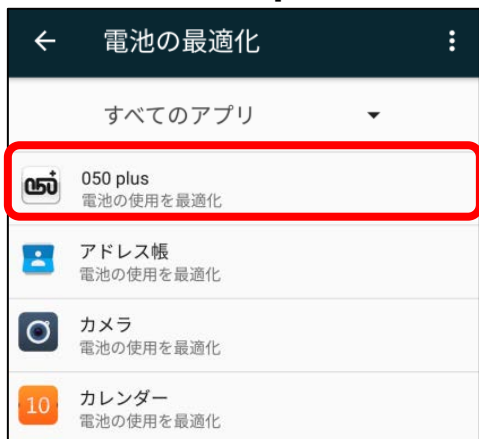 電池の最適化
すべてのアプリ
050
050 plus
電池の使用を最適化
アドレス帳
電池の使用を最適化
カメラ
電池の使用を最適化
10
カレンダー
電池の使用を最適化